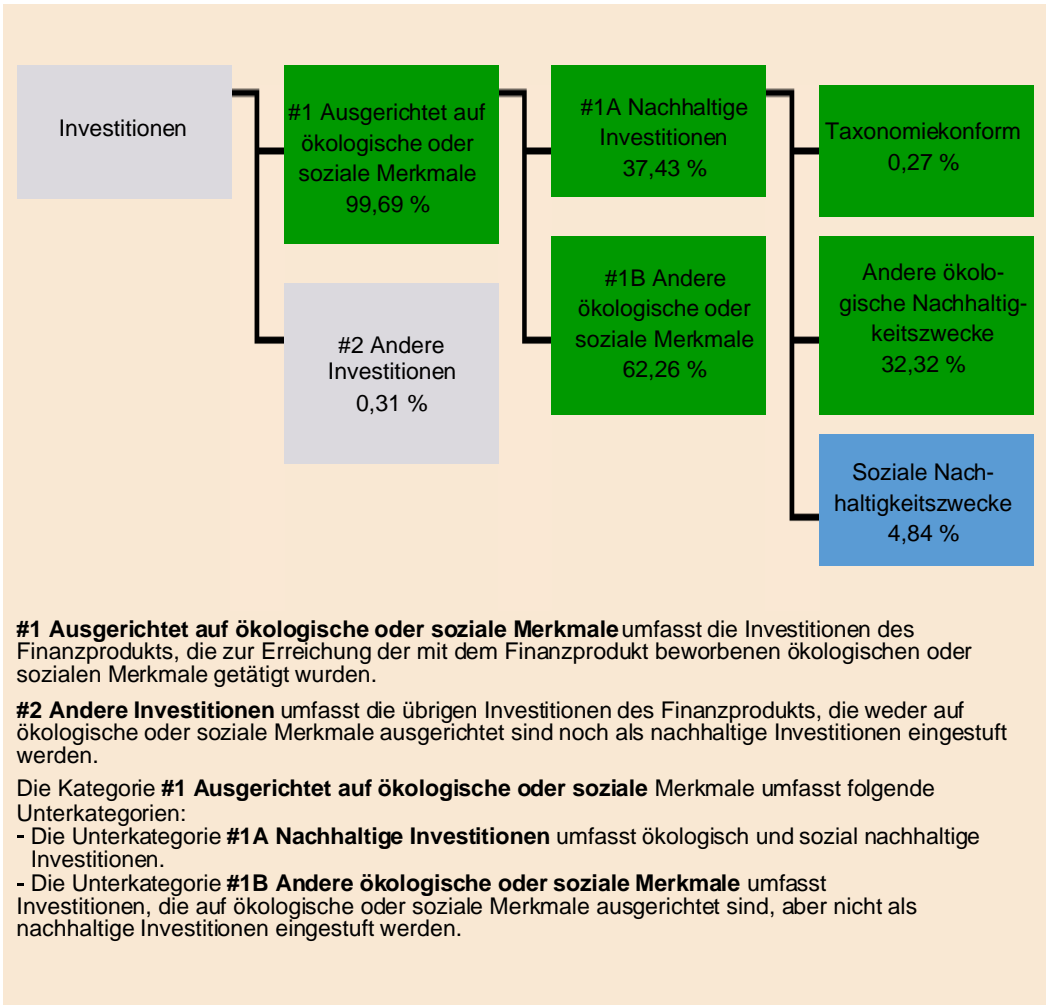 Investitionen
#1 Ausgerichtet auf
ökologische oder
soziale Merkmale
99,69 %
#2 Andere
Investitionen
0,31 %
#1A Nachhaltige
Investitionen
37,43 %
#1B Andere
ökologische oder
soziale Merkmale
62,26 %
Taxonomiekonform
0,27 %
Andere ökolo-
gische Nachhaltig-
keitszwecke
32,32 %
Soziale Nach-
haltigkeitszwecke
4,84 %
#1 Ausgerichtet auf ökologische oder soziale Merkmale umfasst die Investitionen des
Finanzprodukts, die zur Erreichung der mit dem Finanzprodukt beworbenen ökologischen oder
sozialen Merkmale getätigt wurden.
#2 Andere Investitionen umfasst die übrigen Investitionen des Finanzprodukts, die weder auf
ökologische oder soziale Merkmale ausgerichtet sind noch als nachhaltige Investitionen eingestuft
werden.
Die Kategorie #1 Ausgerichtet auf ökologische oder soziale Merkmale umfasst folgende
Unterkategorien:
- Die Unterkategorie #1A Nachhaltige Investitionen umfasst ökologisch und sozial nachhaltige
Investitionen.
- Die Unterkategorie #1B Andere ökologische oder soziale Merkmale umfasst
Investitionen, die auf ökologische oder soziale Merkmale ausgerichtet sind, aber nicht als
nachhaltige Investitionen eingestuft werden.